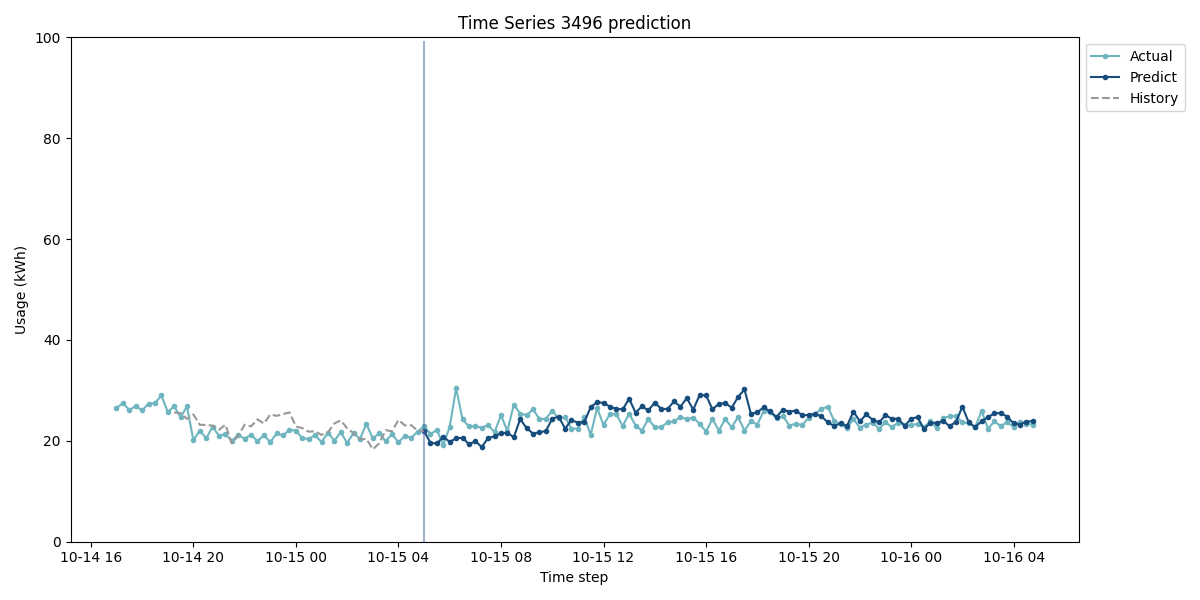 Time Series 3496 prediction
100
80
60
40
20
0
Usage (kWh)
10-14 16
10-14 20
10-15 00
10-15 04
10-15 08
10-15 12
10-15 16
10-15 20
10-16 00
10-16 04
Time step
Actual
Predict
History